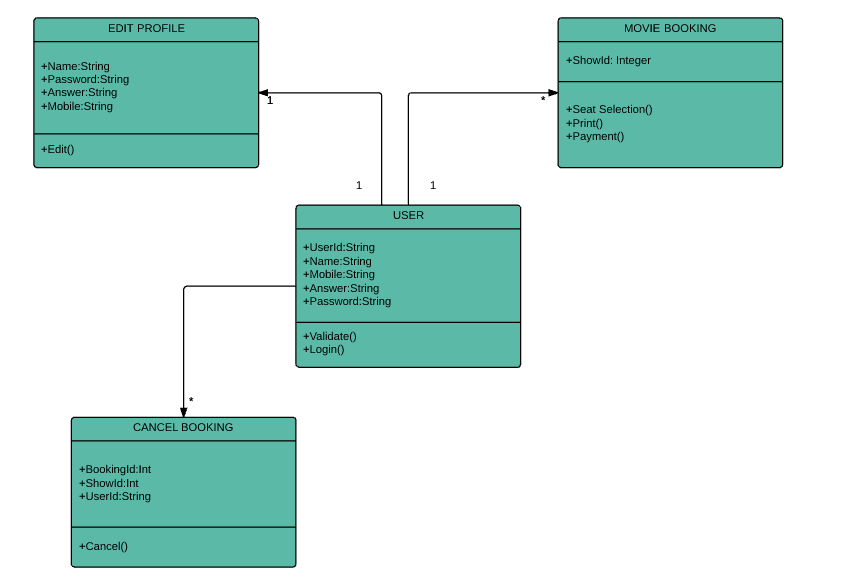 EDIT PROFILE
+Name:String
+Password:String
+Answer:String
+Mobile:String
+Edit()
1
MOVIE BOOKING
+ShowId: Integer
+Seat Selection()
+Print()
+Payment()
*
1
1
USER
+UserId:String
+Name:String
+Mobile:String
+Answer:String
+Password:String
+Validate()
+Login()
*
CANCEL BOOKING
+BookingId:Int
+ShowId:Int
+UserId:String
+Cancel()